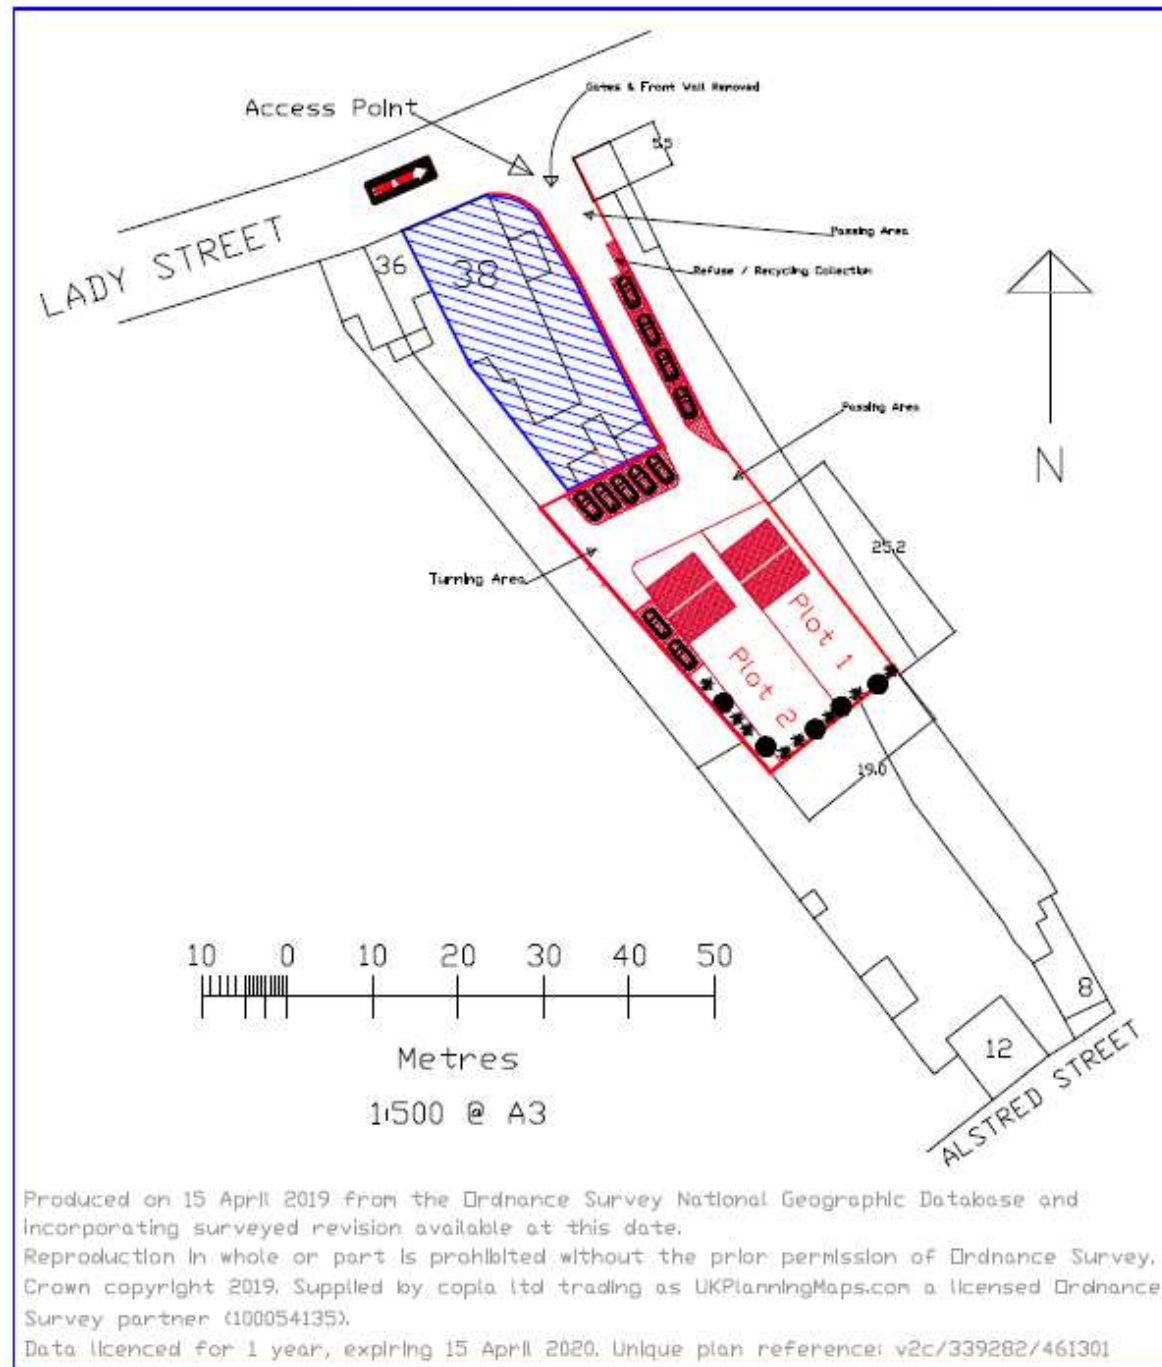 Gates & Front Wall Removed
Access Point
5.5
Passing Area
LADY STREET
36
38
Refuse / Recycling Collection
Passing Area
N
25.2
Turning Area
Plot 1
Plot 2
19.0
10 0 10 20 30 40 50
Metres
1:500 @ A3
8
12
ALSTRED STREET
Produced on 15 April 2019 from the Ordnance Survey National Geographic Database and
incorporating surveyed revision available at this date.
Reproduction in whole or part is prohibited without the prior permission of Ordnance Survey.
Crown copyright 2019. Supplied by copla ltd trading as UKPlanningMaps.com a licensed Ordnance
Survey partner (100054135).
Data licenced for 1 year, expiring 15 April 2020. Unique plan reference: v2c/339282/461301